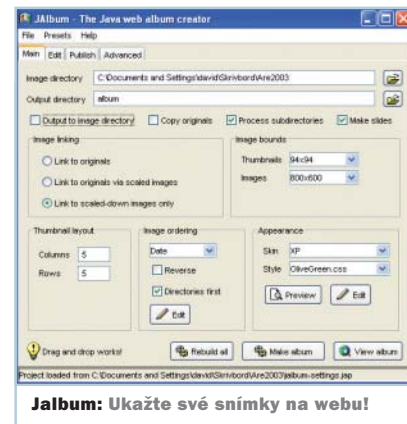 JAlbum - The Java web album creator
File Presets Help
Main Edit Publish Advanced
Image directory C:\Documents and Settings\david\Skrivbord\Are2003
Output directory album
Output to image directory Copy originals Process subdirectories Make slides
Image linking
Link to originals
Link to originals via scaled images
Link to scaled-down images only
Image bounds
Thumbnails 94x94
Images 800x600
Thumbnail layout
Columns 5
Rows 5
Image ordering
Date
Reverse
Directories first
Edit
Appearance
Skin XP
Style OliveGreen.css
Preview Edit
Drag and drop works! Rebuild all Make album View album
Project loaded from C:\Documents and Settings\david\Skrivbord\Are2003\jalbum-settings.jap
Jalbum: Ukažte své snímky na webu!